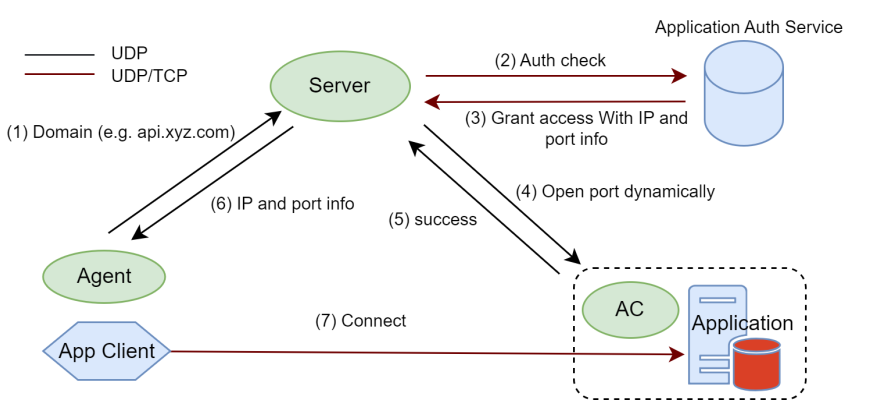 Application Auth Service
UDP
UDP/TCP
(2) Auth check
Server
(3) Grant access With IP and
port info
(1) Domain (e.g. api.xyz.com)
(4) Open port dynamically
(6) IP and port info
(5) success
Agent
AC
(7) Connect
Application
App Client